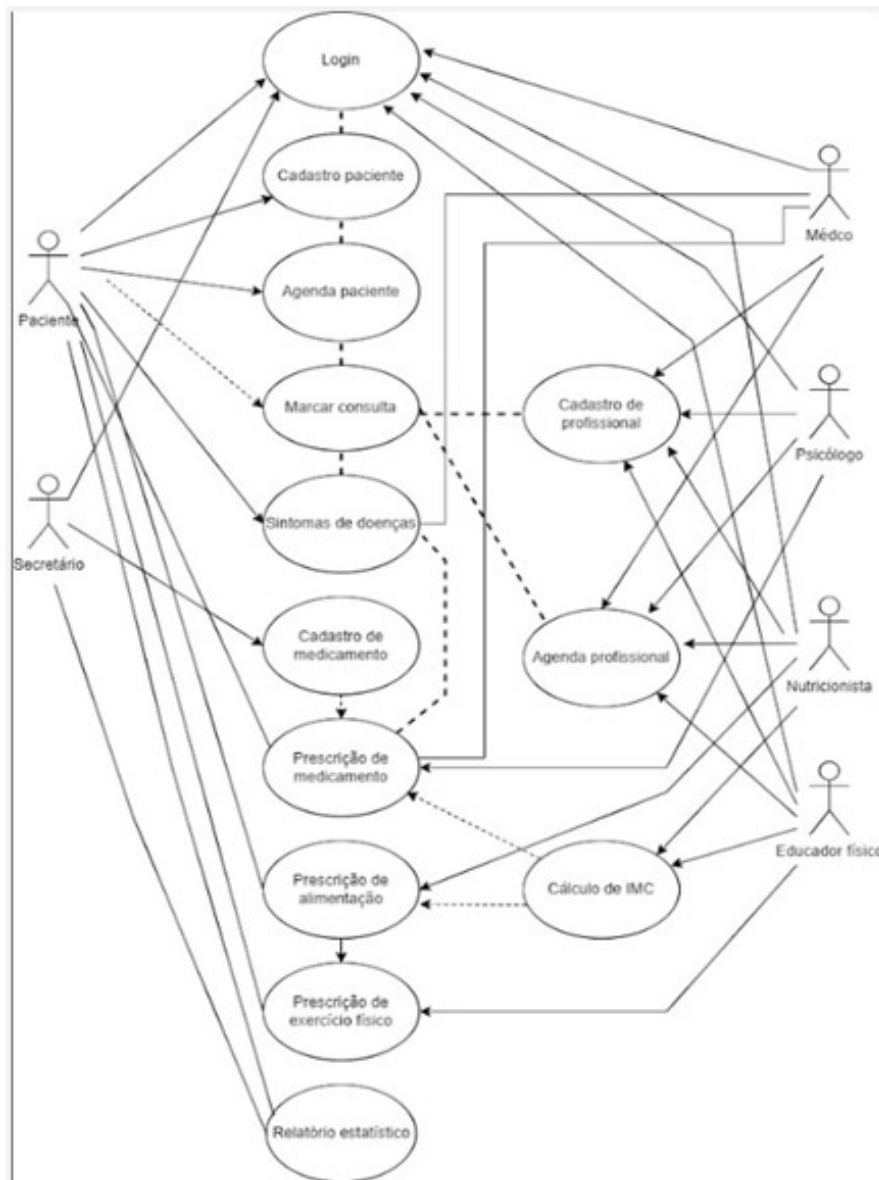 Login
Cadastro paciente
Agenda paciente
Marcar consulta
Sintomas de doenças
Cadastro de
medicamento
Prescrição de
medicamento
Prescrição de
alimentação
Prescrição de
exercício físico
Relatório estatístico
Paciente
Secretário
Cadastro de
profissional
Agenda profissional
Cálculo de IMC
Médco
Psicólogo
Nutricionista
Educador físico